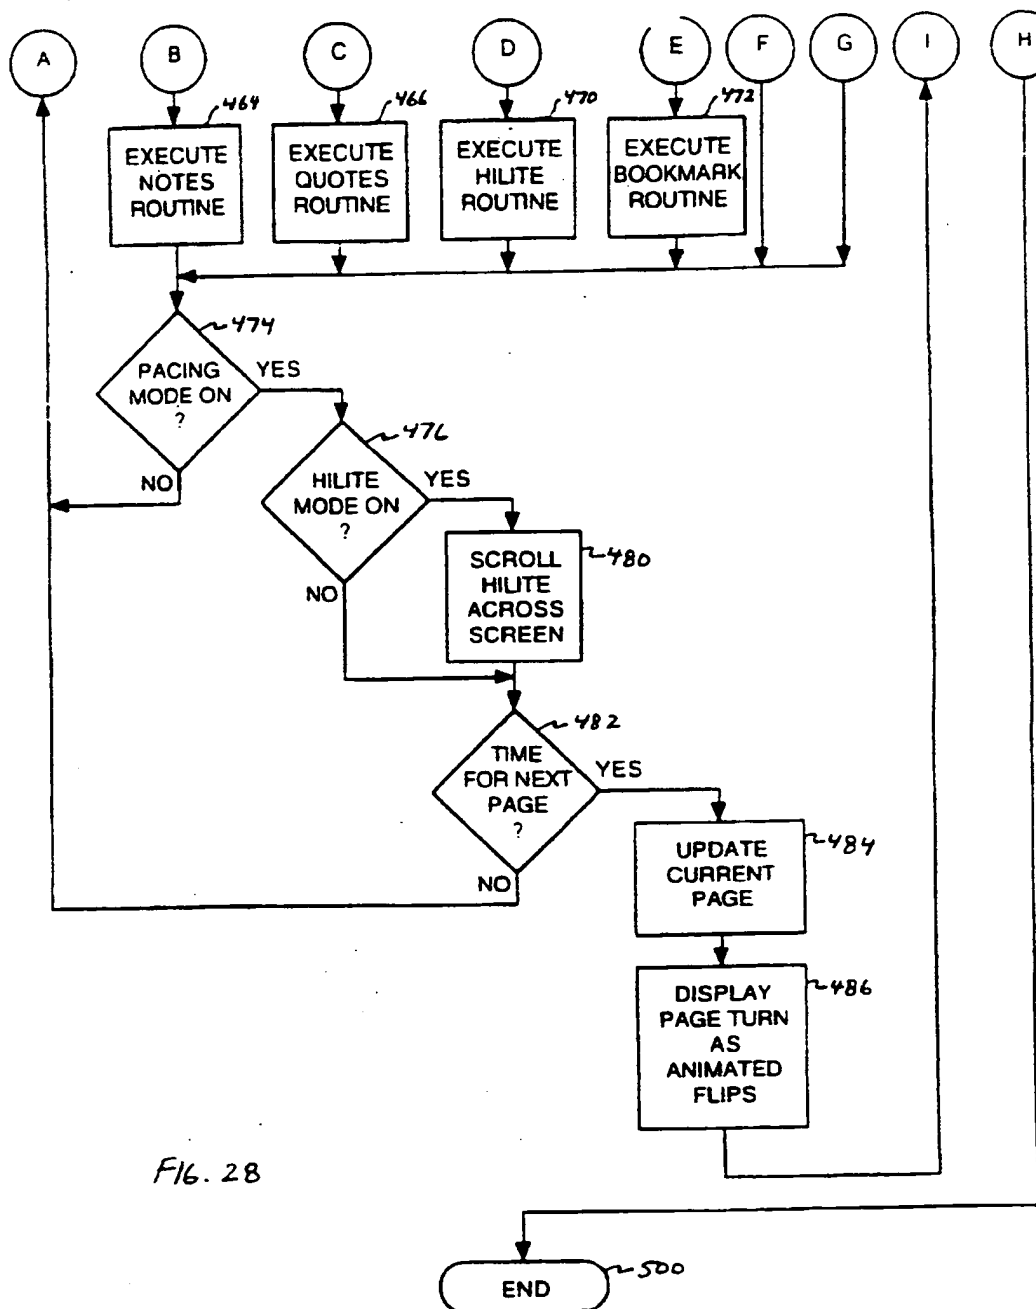 A B C D E F G I H
464 466 470 472
EXECUTE
NOTES
ROUTINE
EXECUTE
QUOTES
ROUTINE
EXECUTE
HILITE
ROUTINE
EXECUTE
BOOKMARK
ROUTINE
474
PACING
MODE ON
?
YES
NO
476
HILITE
MODE ON
?
YES
NO
480
SCROLL
HILITE
ACROSS
SCREEN
482
TIME
FOR NEXT
PAGE
?
YES
NO
484
UPDATE
CURRENT
PAGE
486
DISPLAY
PAGE TURN
AS
ANIMATED
FLIPS
FIG. 28
500
END